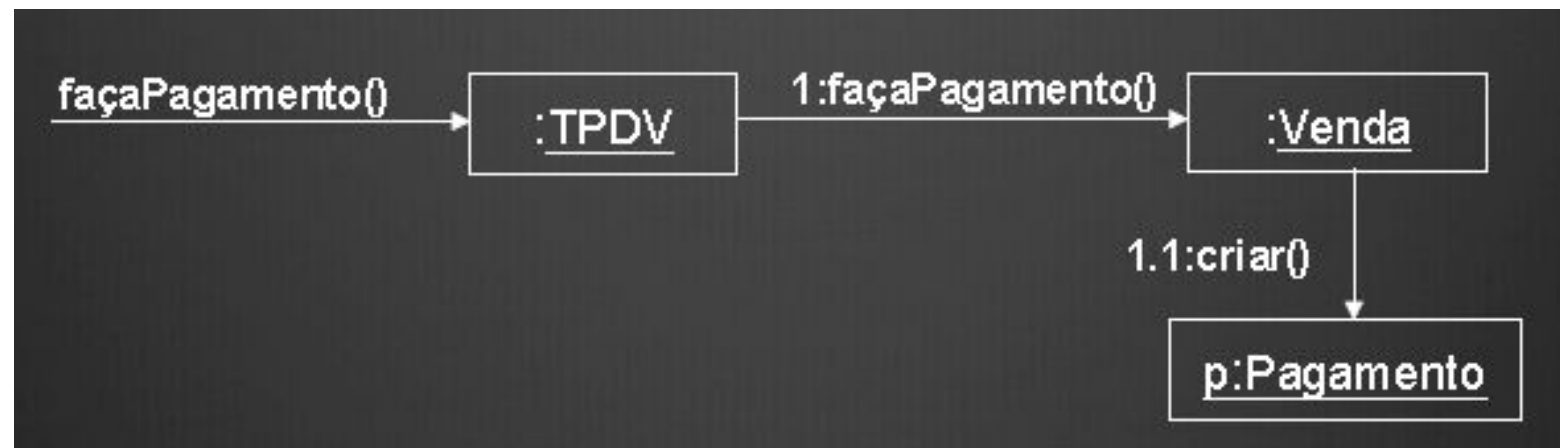 façaPagamento()
:TPDV
1:façaPagamento()
:Venda
1.1:criar()
p:Pagamento